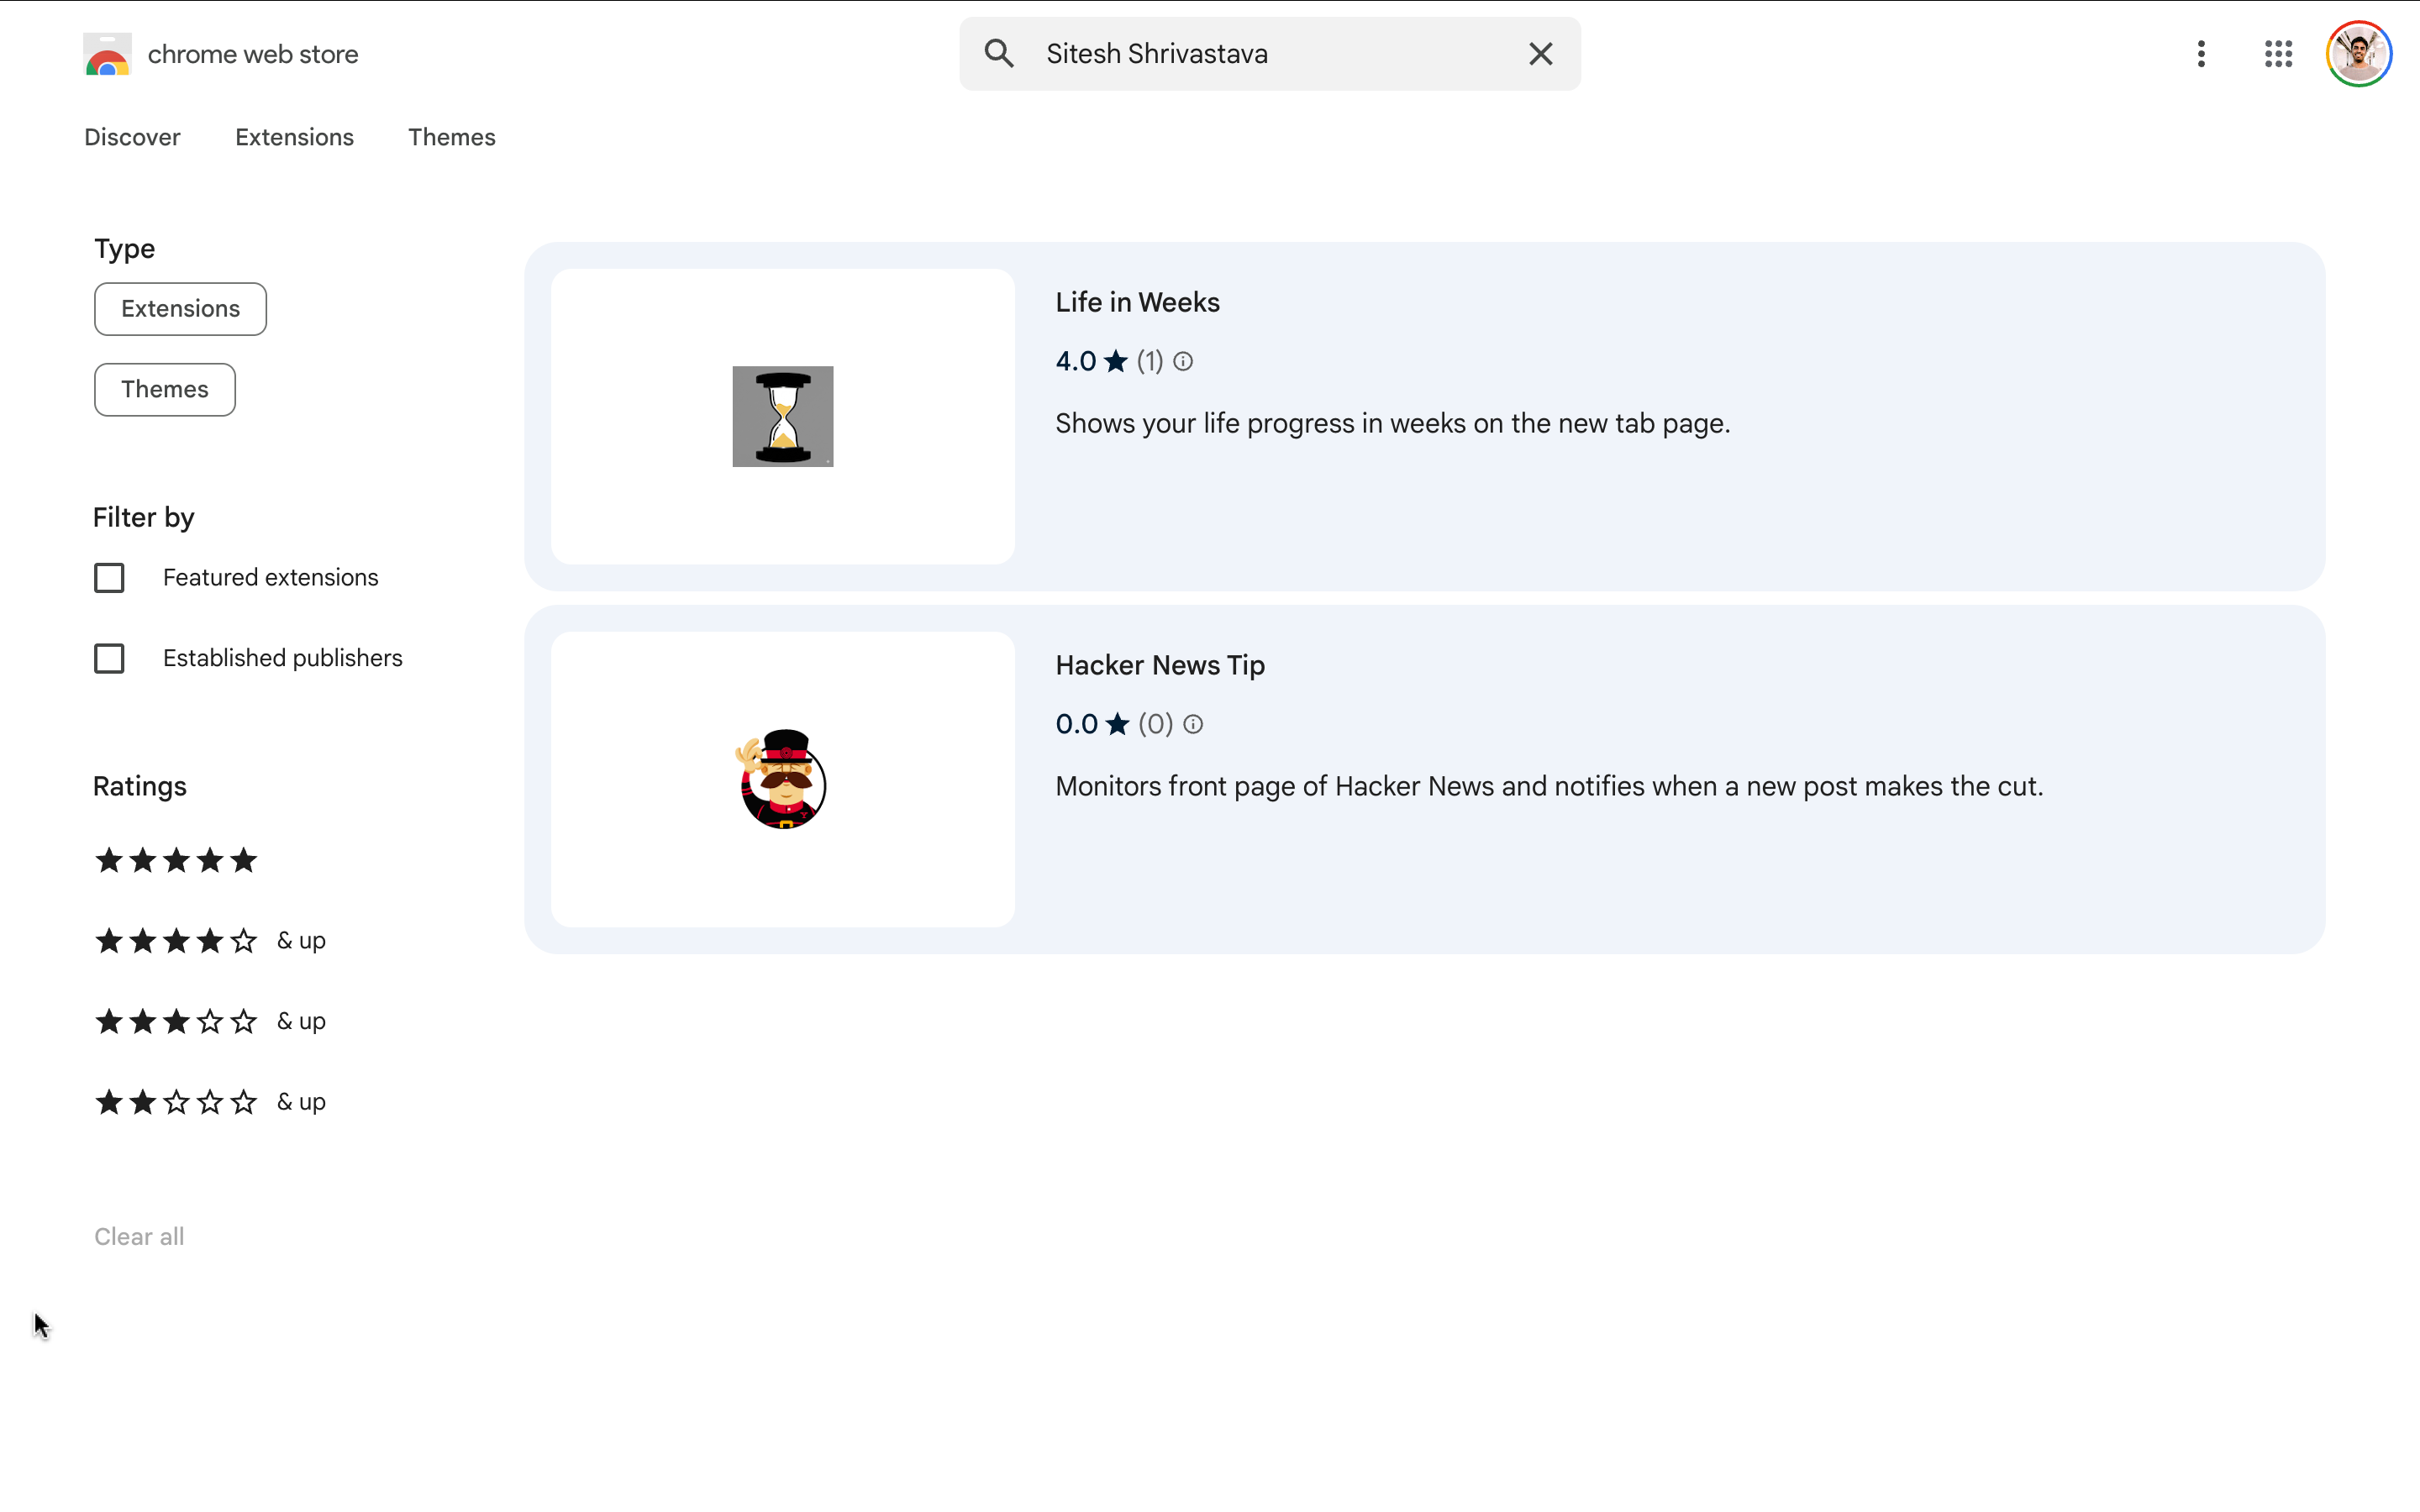 chrome web store
Sitesh Shrivastava
Discover
Extensions
Themes
Type
Extensions
Themes
Filter by
Featured extensions
Established publishers
Ratings
& up
& up
& up
Clear all
Life in Weeks
4.0 ★ (1)
Shows your life progress in weeks on the new tab page.
Hacker News Tip
0.0 ★ (0)
Monitors front page of Hacker News and notifies when a new post makes the cut.